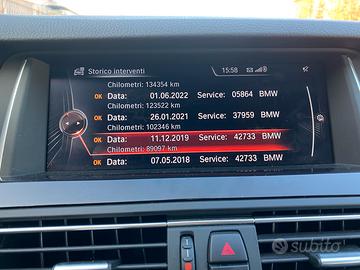 15:58
Storico interventi
Chilometri: 134354 km
OK Data: 01.06.2022 Service: 05864 BMW
Chilometri: 123522 km
OK Data: 26.01.2021 Service: 37959 BMW
Chilometri: 102346 km
OK Data: 11.12.2019 Service: 42733 BMW
Chilometri: 89097 km
OK Data: 07.05.2018 Service: 42733 BMW
subito